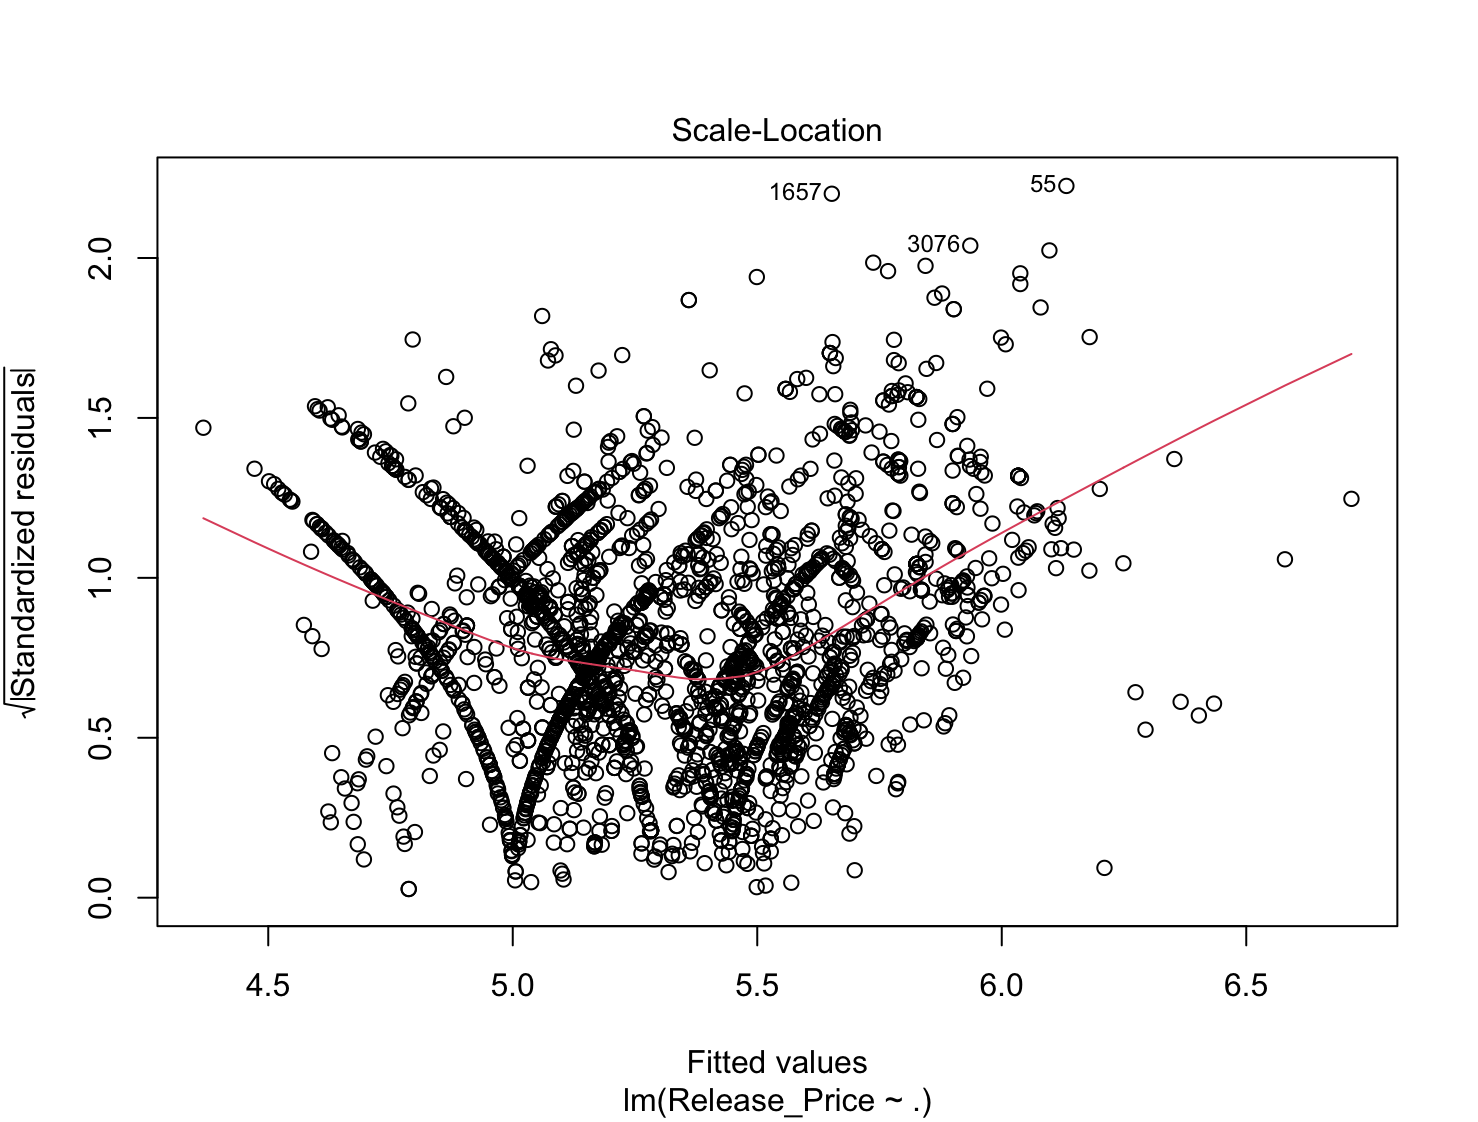 Scale-Location
√|Standardized residuals|
2.0
1.5
1.0
0.5
0.0
1657
55
3076
4.5 5.0 5.5 6.0 6.5
Fitted values
lm(Release_Price ~ .)